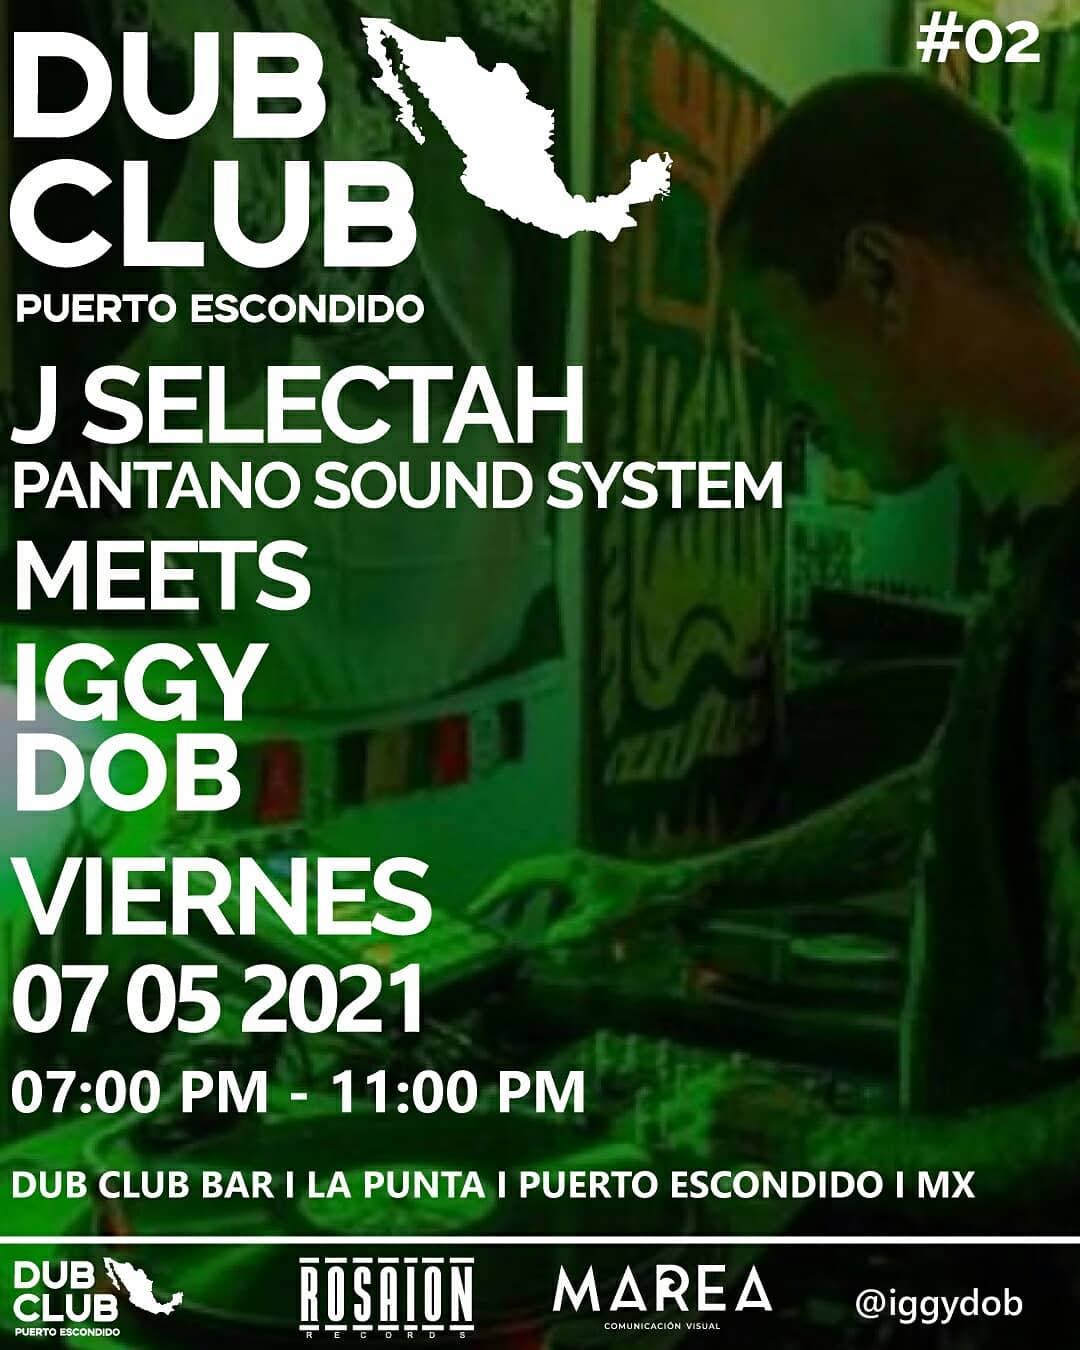 #02
DUB
CLUB
PUERTO ESCONDIDO
J SELECTAH
PANTANO SOUND SYSTEM
MEETS
IGGY
DOB
VIERNES
07 05 2021
07:00 PM - 11:00 PM
DUB CLUB BAR I LA PUNTA I PUERTO ESCONDIDO I MX
DUB
CLUB
PUERTO ESCONDIDO
ROSAION
RECORDS
MAREA
COMUNICACIÓN VISUAL
@iggydob